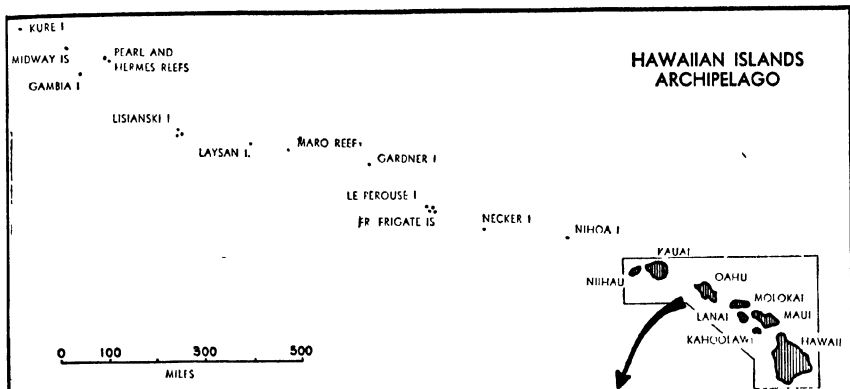 KURE I
MIDWAY IS
PEARL AND
HERMES REEFS
GAMBIA I
HAWAIIAN ISLANDS
ARCHIPELAGO
LISIANSKI I
LAYSAN I.
MARO REEF
GARDNER I
LE PEROUSE I
FR FRIGATE IS
NECKER I
NIHOA I
KAUAI
NIIHAU
OAHU
MOLOKAI
LANAI
MAUI
KAHOOLAWE
HAWAII
0 100 300 500
MILES